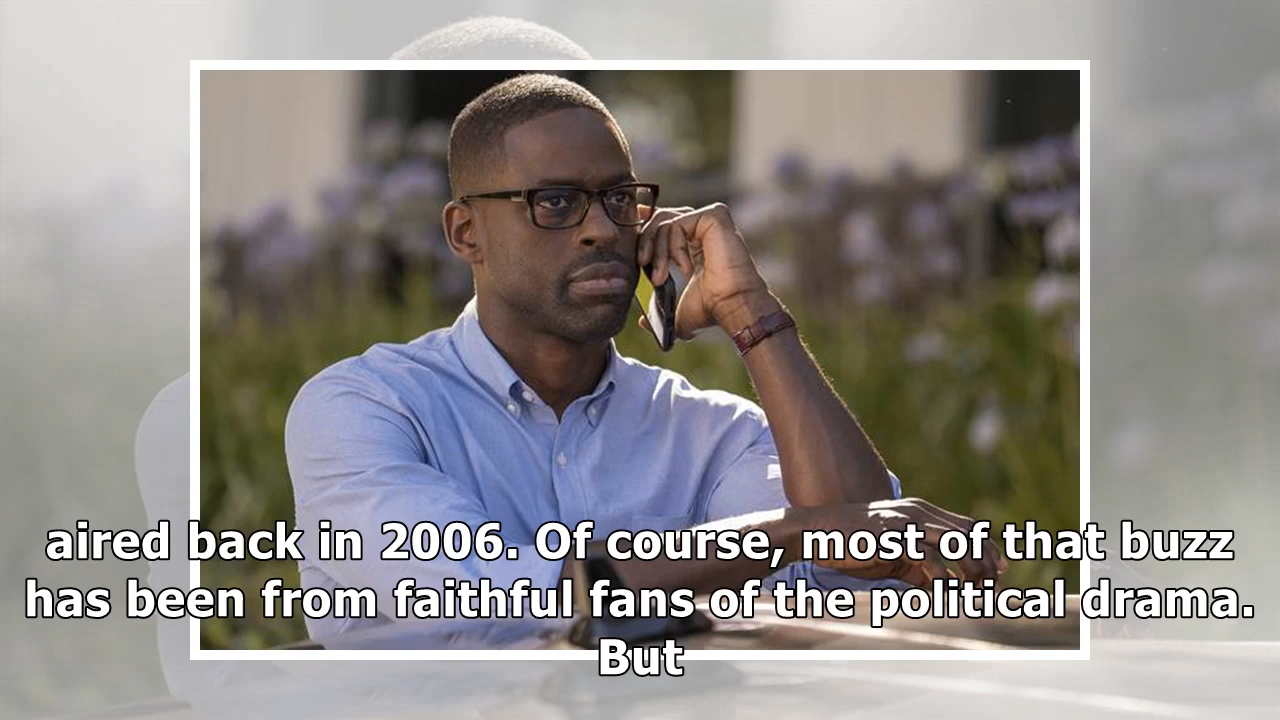 aired back in 2006. Of course, most of that buzz
has been from faithful fans of the political drama.
But